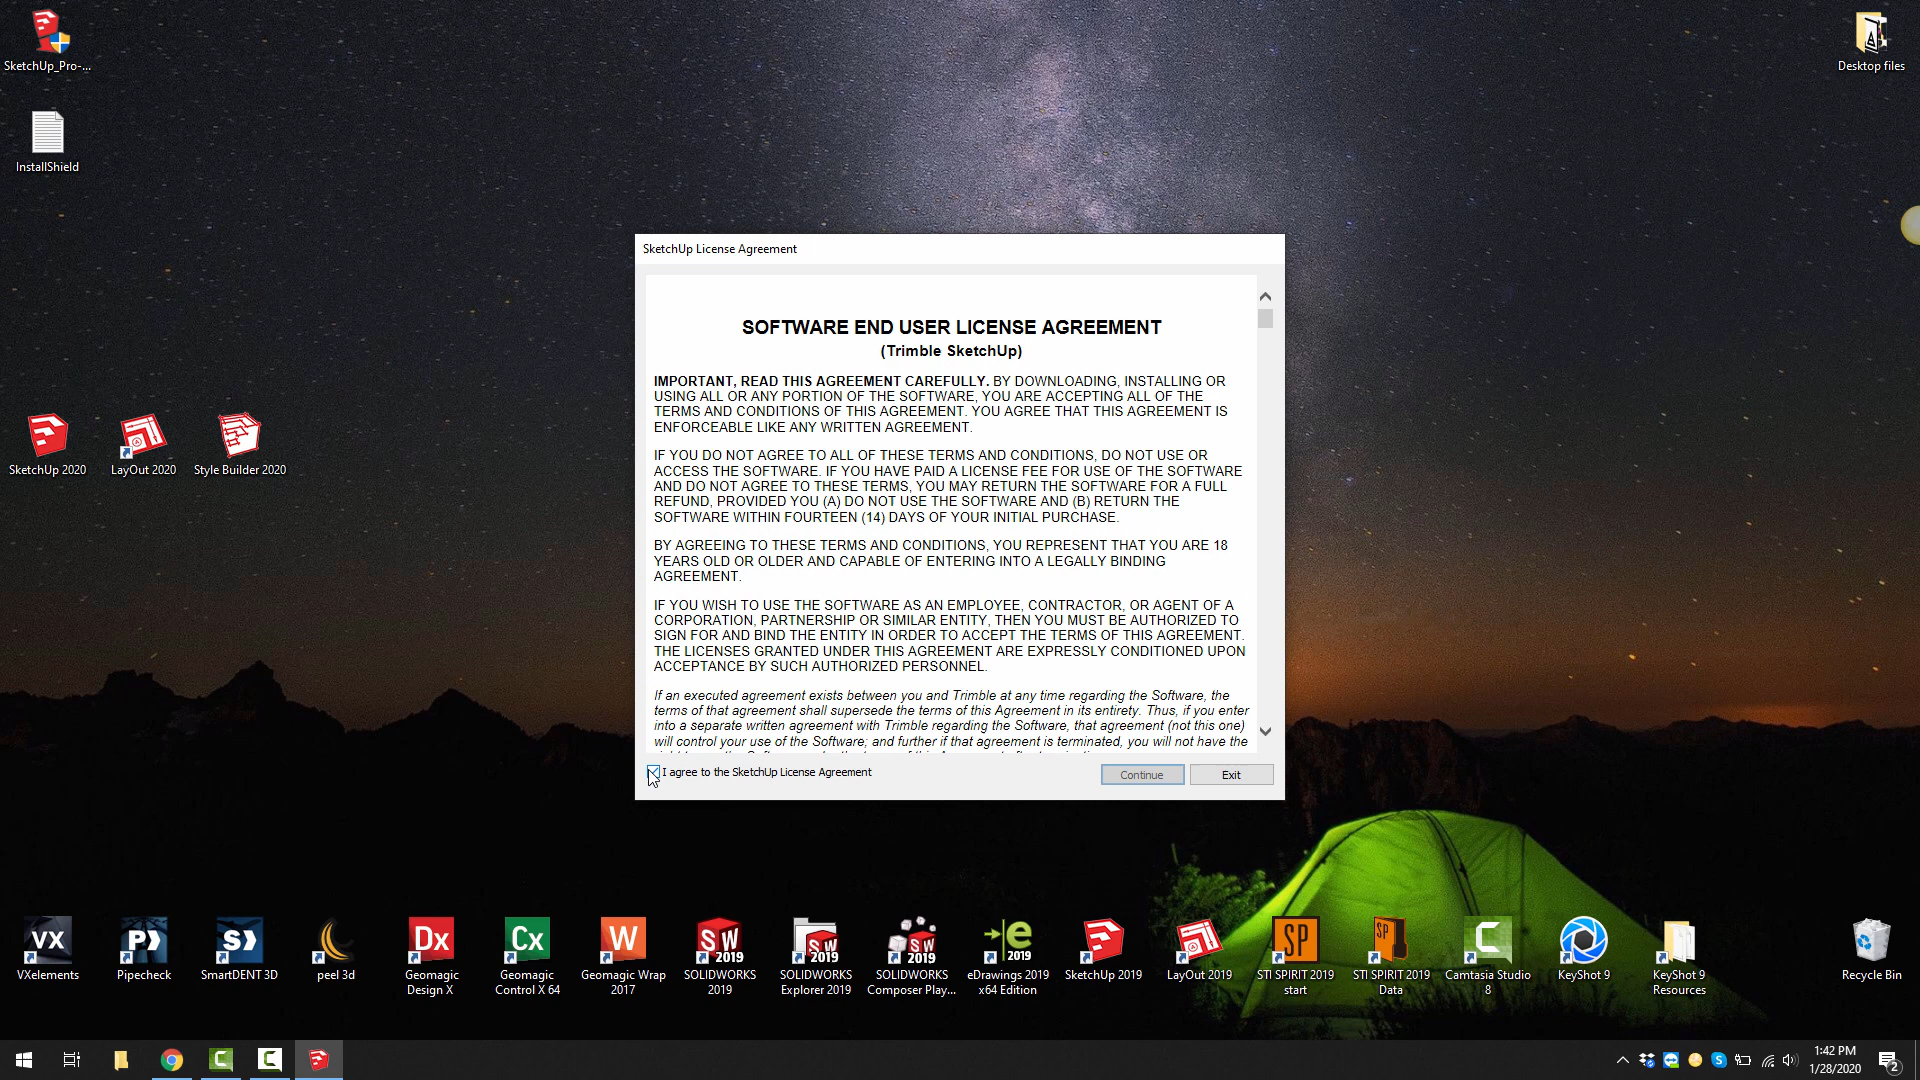 SketchUp_Pro-...
Desktop files
InstallShield
SketchUp License Agreement
SOFTWARE END USER LICENSE AGREEMENT
(Trimble SketchUp)
IMPORTANT, READ THIS AGREEMENT CAREFULLY. BY DOWNLOADING, INSTALLING OR
USING ALL OR ANY PORTION OF THE SOFTWARE, YOU ARE ACCEPTING ALL OF THE
TERMS AND CONDITIONS OF THIS AGREEMENT. YOU AGREE THAT THIS AGREEMENT IS
ENFORCEABLE LIKE ANY WRITTEN AGREEMENT.
IF YOU DO NOT AGREE TO ALL OF THESE TERMS AND CONDITIONS, DO NOT USE OR
ACCESS THE SOFTWARE. IF YOU HAVE PAID A LICENSE FEE FOR USE OF THE SOFTWARE
AND DO NOT AGREE TO THESE TERMS, YOU MAY RETURN THE SOFTWARE FOR A FULL
REFUND, PROVIDED YOU (A) DO NOT USE THE SOFTWARE AND (B) RETURN THE
SOFTWARE WITHIN FOURTEEN (14) DAYS OF YOUR INITIAL PURCHASE.
BY AGREEING TO THESE TERMS AND CONDITIONS, YOU REPRESENT THAT YOU ARE 18
YEARS OLD OR OLDER AND CAPABLE OF ENTERING INTO A LEGALLY BINDING
AGREEMENT.
IF YOU WISH TO USE THE SOFTWARE AS AN EMPLOYEE, CONTRACTOR, OR AGENT OF A
CORPORATION, PARTNERSHIP OR SIMILAR ENTITY, THEN YOU MUST BE AUTHORIZED TO
SIGN FOR AND BIND THE ENTITY IN ORDER TO ACCEPT THE TERMS OF THIS AGREEMENT.
THE LICENSES GRANTED UNDER THIS AGREEMENT ARE EXPRESSLY CONDITIONED UPON
ACCEPTANCE BY SUCH AUTHORIZED PERSONNEL.
If an executed agreement exists between you and Trimble at any time regarding the Software, the
terms of that agreement shall supersede the terms of this Agreement in its entirety. Thus, if you enter
into a separate written agreement with Trimble regarding the Software, that agreement (not this one)
will control your use of the Software; and further if that agreement is terminated, you will not have the
I agree to the SketchUp License Agreement
Continue
Exit
SketchUp 2020
LayOut 2020
Style Builder 2020
VX
P
S
Dx
Cx
W
SW
2019
SW
2019
SW
2019
e
2019
SP
SP
C
VXelements
Pipecheck
SmartDENT 3D
peel 3d
Geomagic
Design X
Geomagic
Control X 64
Geomagic Wrap
2017
SOLIDWORKS
2019
SOLIDWORKS
Explorer 2019
SOLIDWORKS
Composer Play...
eDrawings 2019
x64 Edition
SketchUp 2019
LayOut 2019
STI SPIRIT 2019
start
STI SPIRIT 2019
Data
Camtasia Studio
8
KeyShot 9
KeyShot 9
Resources
Recycle Bin
1:42 PM
1/28/2020
2